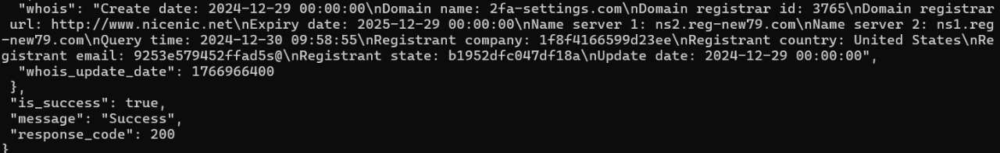 "whois": "Create date: 2024-12-29 00:00:00\nDomain name: 2fa-settings.com\nDomain registrar id: 3765\nDomain registrar
url: http://www.nicenic.net\nExpiry date: 2025-12-29 00:00:00\nName server 1: ns2.reg-new79.com\nName server 2: ns1.reg
-new79.com\nQuery time: 2024-12-30 09:58:55\nRegistrant company: 1f8f4166599d23ee\nRegistrant country: United States\nRe
gistrant email: 9253e579452ffad5s@\nRegistrant state: b1952dfc047df18a\nUpdate date: 2024-12-29 00:00:00",
"whois_update_date": 1766966400
},
"is_success": true,
"message": "Success",
"response_code": 200
}